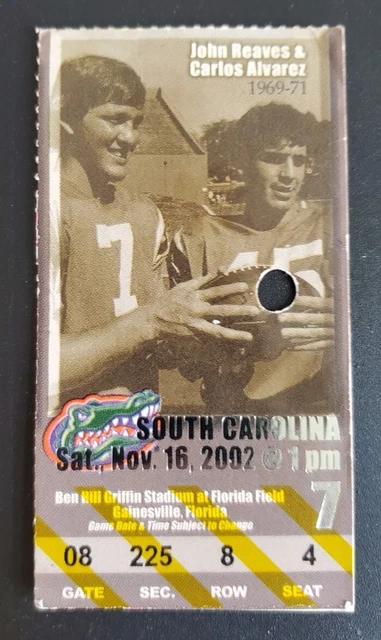 John Reaves &
Carlos Alvarez
1969-71
7
45
SOUTH CAROLINA
Sat., Nov. 16, 2002 @ 1 pm
7
Ben Hill Griffin Stadium at Florida Field
Gainesville, Florida
Game Date & Time Subject to Change
08 225 8 4
GATE SEC. ROW SEAT